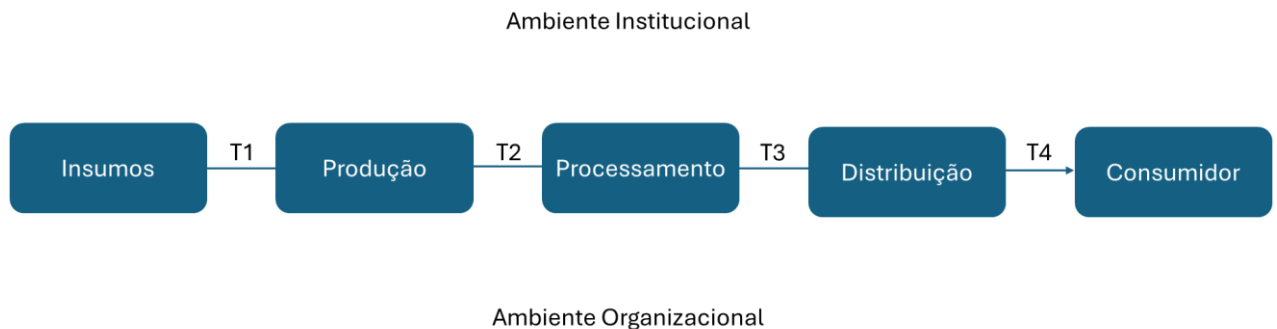 Ambiente Institucional
Insumos
T1
Produção
T2
Processamento
T3
Distribuição
T4
Consumidor
Ambiente Organizacional